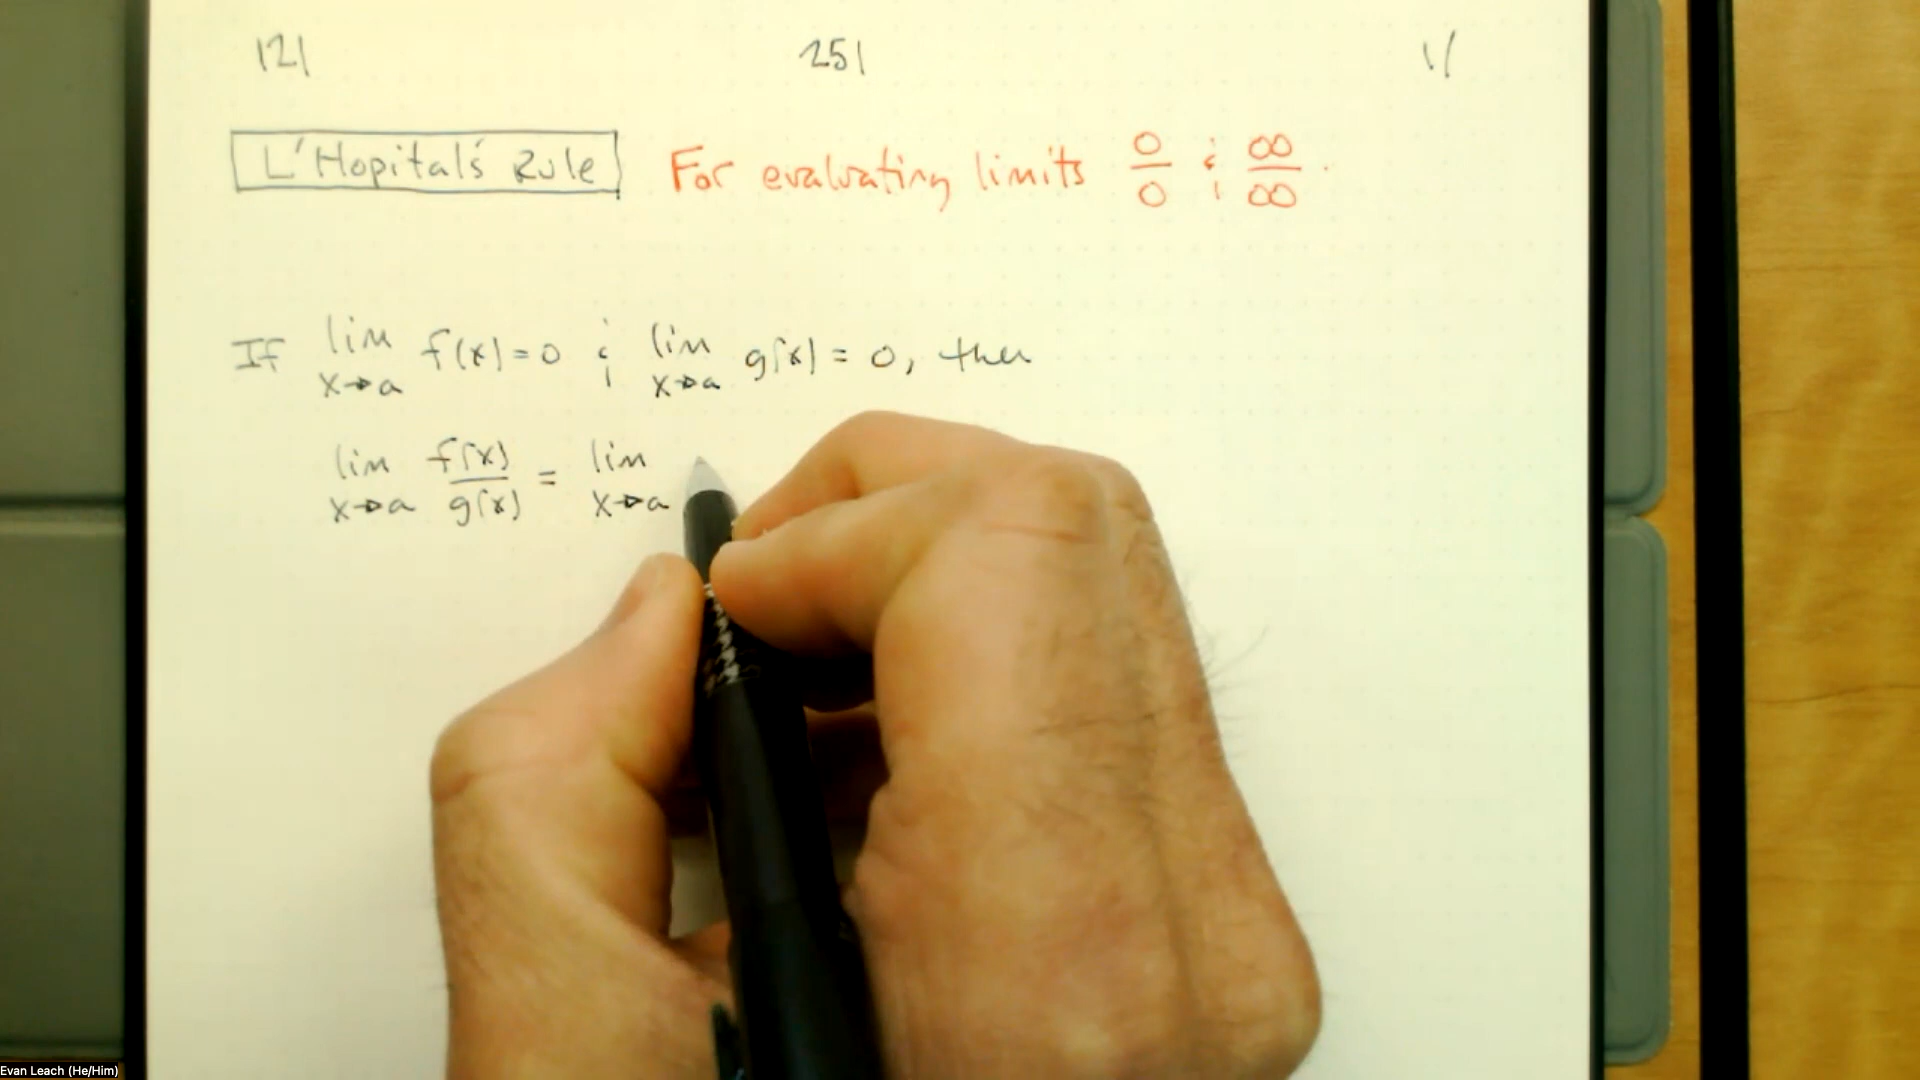 121 251 1/
L'Hopital's Rule For evaluating limits 0/0 & ∞/∞.
If lim x→a f(x) = 0 & lim x→a g(x) = 0, then
lim x→a f(x)/g(x) = lim x→a
Evan Leach (He/Him)